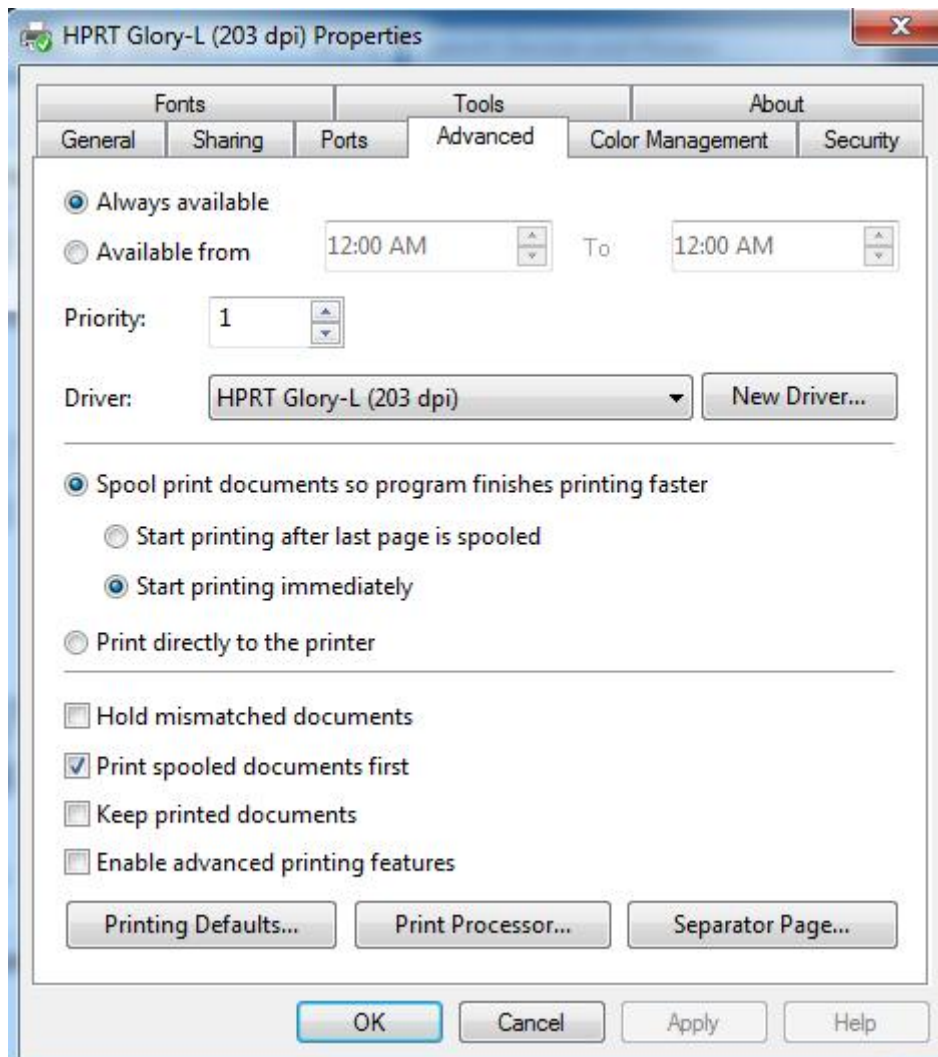 HPRT Glory-L (203 dpi) Properties
Fonts Tools About
General Sharing Ports Advanced Color Management Security
Always available
Available from 12:00 AM To 12:00 AM
Priority: 1
Driver: HPRT Glory-L (203 dpi) New Driver...
Spool print documents so program finishes printing faster
Start printing after last page is spooled
Start printing immediately
Print directly to the printer
Hold mismatched documents
Print spooled documents first
Keep printed documents
Enable advanced printing features
Printing Defaults... Print Processor... Separator Page...
OK Cancel Apply Help